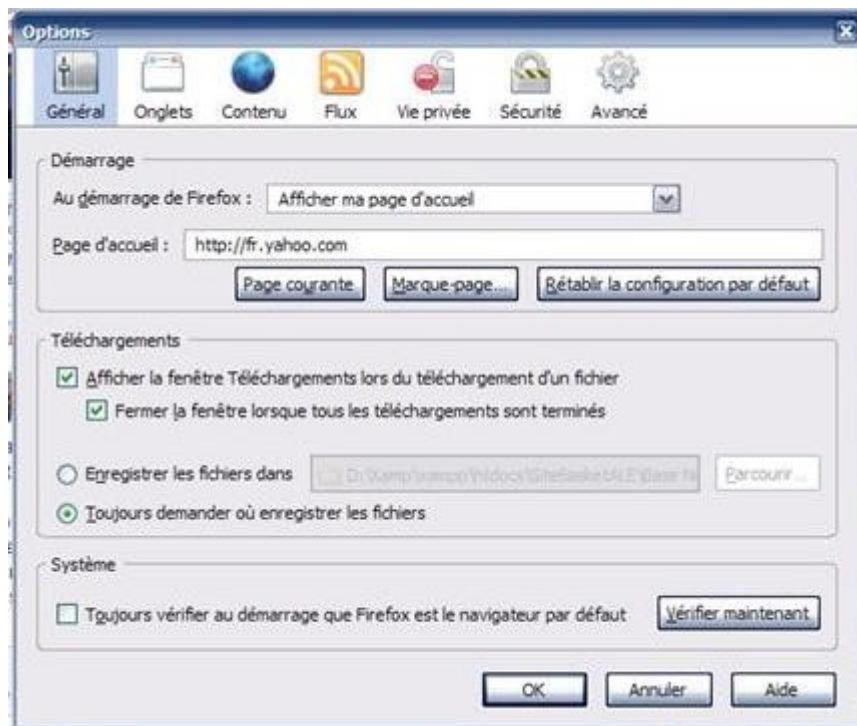 Options
Général Onglets Contenu Flux Vie privée Sécurité Avancé
Démarrage
Au démarrage de Firefox : Afficher ma page d'accueil
Page d'accueil : http://fr.yahoo.com
Page courante Marque-page... Rétablir la configuration par défaut
Téléchargements
Afficher la fenêtre Téléchargements lors du téléchargement d'un fichier
Fermer la fenêtre lorsque tous les téléchargements sont terminés
Enregistrer les fichiers dans Parcourir...
Toujours demander où enregistrer les fichiers
Système
Toujours vérifier au démarrage que Firefox est le navigateur par défaut Vérifier maintenant
OK Annuler Aide